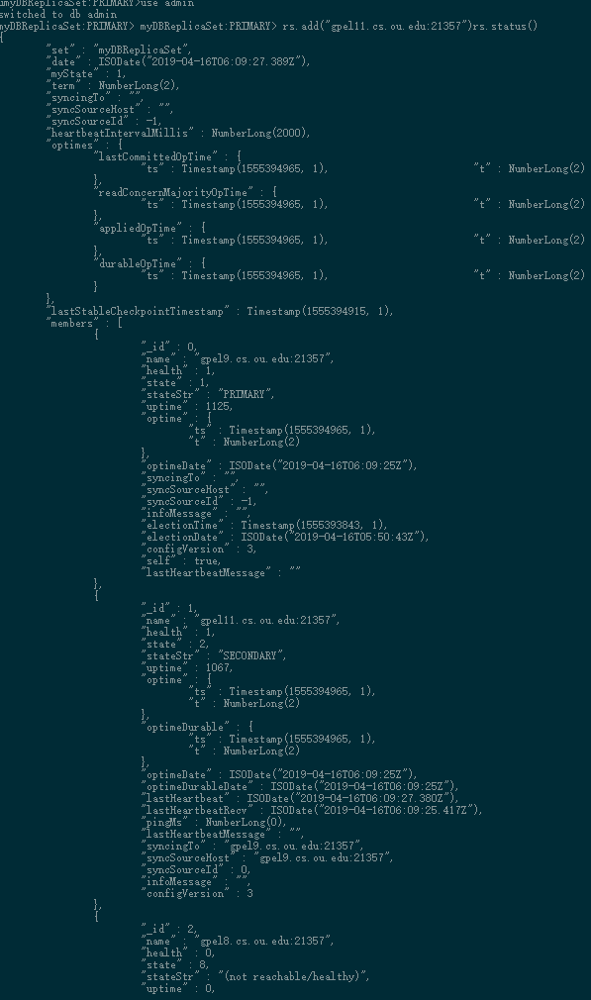 umyDBReplicaSet:PRIMARY>use admin
switched to db admin
myDBReplicaSet:PRIMARY> myDBReplicaSet:PRIMARY> rs.add("gpel11.cs.ou.edu:21357")rs.status()
{
"set" : "myDBReplicaSet",
"date" : ISODate("2019-04-16T06:09:27.389Z"),
"myState" : 1,
"term" : NumberLong(2),
"syncingTo" : "",
"syncSourceHost" : "",
"syncSourceId" : -1,
"heartbeatIntervalMillis" : NumberLong(2000),
"optimes" : {
"lastCommittedOpTime" : {
"ts" : Timestamp(1555394965, 1), "t" : NumberLong(2)
},
"readConcernMajorityOpTime" : {
"ts" : Timestamp(1555394965, 1), "t" : NumberLong(2)
},
"appliedOpTime" : {
"ts" : Timestamp(1555394965, 1), "t" : NumberLong(2)
},
"durableOpTime" : {
"ts" : Timestamp(1555394965, 1), "t" : NumberLong(2)
}
},
"lastStableCheckpointTimestamp" : Timestamp(1555394915, 1),
"members" : [
{
"_id" : 0,
"name" : "gpel9.cs.ou.edu:21357",
"health" : 1,
"state" : 1,
"stateStr" : "PRIMARY",
"uptime" : 1125,
"optime" : {
"ts" : Timestamp(1555394965, 1),
"t" : NumberLong(2)
},
"optimeDate" : ISODate("2019-04-16T06:09:25Z"),
"syncingTo" : "",
"syncSourceHost" : "",
"syncSourceId" : -1,
"infoMessage" : "",
"electionTime" : Timestamp(1555393843, 1),
"electionDate" : ISODate("2019-04-16T05:50:43Z"),
"configVersion" : 3,
"self" : true,
"lastHeartbeatMessage" : ""
},
{
"_id" : 1,
"name" : "gpel11.cs.ou.edu:21357",
"health" : 1,
"state" : 2,
"stateStr" : "SECONDARY",
"uptime" : 1067,
"optime" : {
"ts" : Timestamp(1555394965, 1),
"t" : NumberLong(2)
},
"optimeDurable" : {
"ts" : Timestamp(1555394965, 1),
"t" : NumberLong(2)
},
"optimeDate" : ISODate("2019-04-16T06:09:25Z"),
"optimeDurableDate" : ISODate("2019-04-16T06:09:25Z"),
"lastHeartbeat" : ISODate("2019-04-16T06:09:27.380Z"),
"lastHeartbeatRecv" : ISODate("2019-04-16T06:09:25.417Z"),
"pingMs" : NumberLong(0),
"lastHeartbeatMessage" : "",
"syncingTo" : "gpel9.cs.ou.edu:21357",
"syncSourceHost" : "gpel9.cs.ou.edu:21357",
"syncSourceId" : 0,
"infoMessage" : "",
"configVersion" : 3
},
{
"_id" : 2,
"name" : "gpel8.cs.ou.edu:21357",
"health" : 0,
"state" : 8,
"stateStr" : "(not reachable/healthy)",
"uptime" : 0,